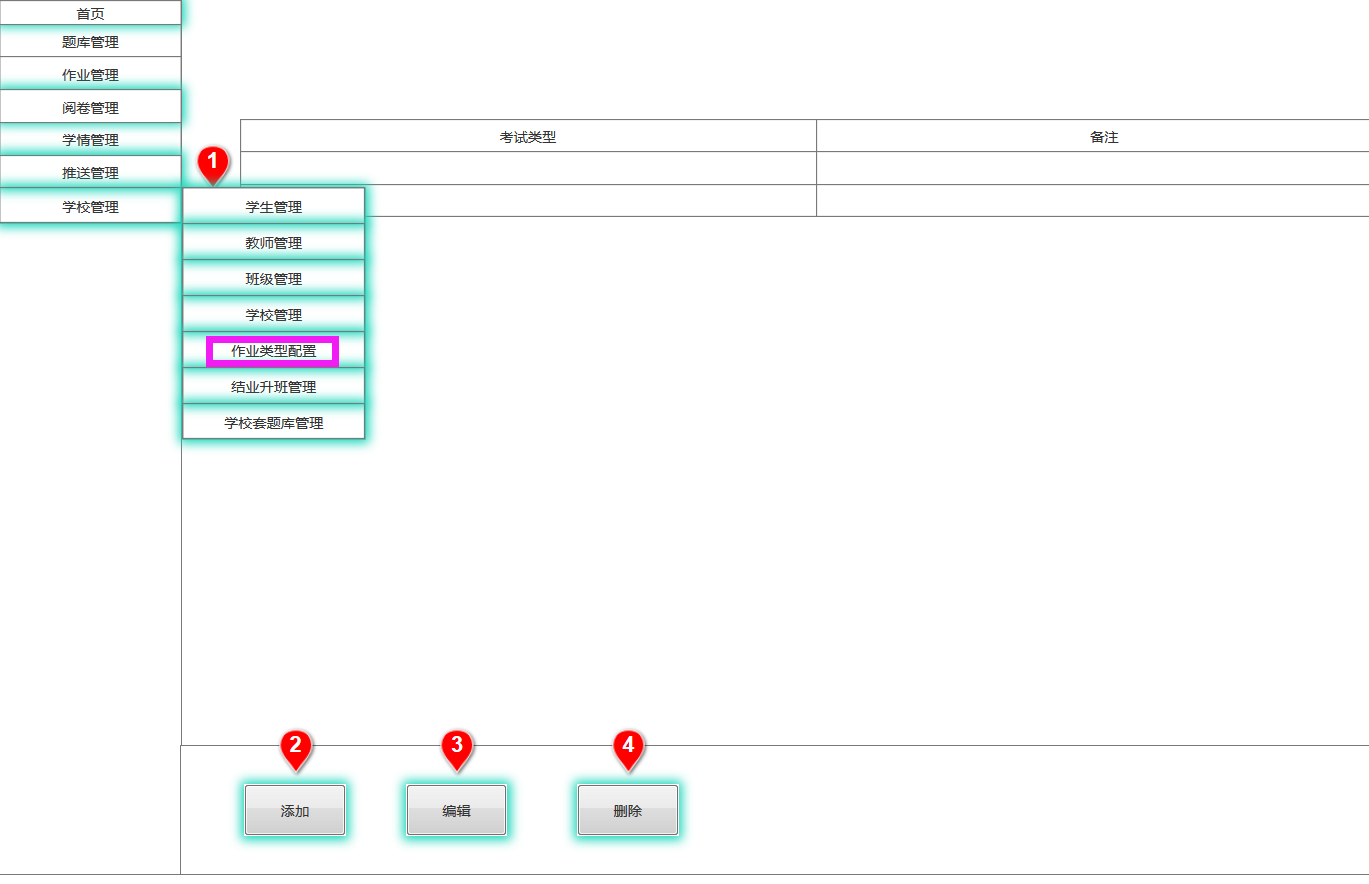 首页
题库管理
作业管理
阅卷管理
学情管理
推送管理
学校管理
考试类型
备注
1
学生管理
教师管理
班级管理
学校管理
作业类型配置
结业升班管理
学校套题库管理
2
3
4
添加
编辑
删除